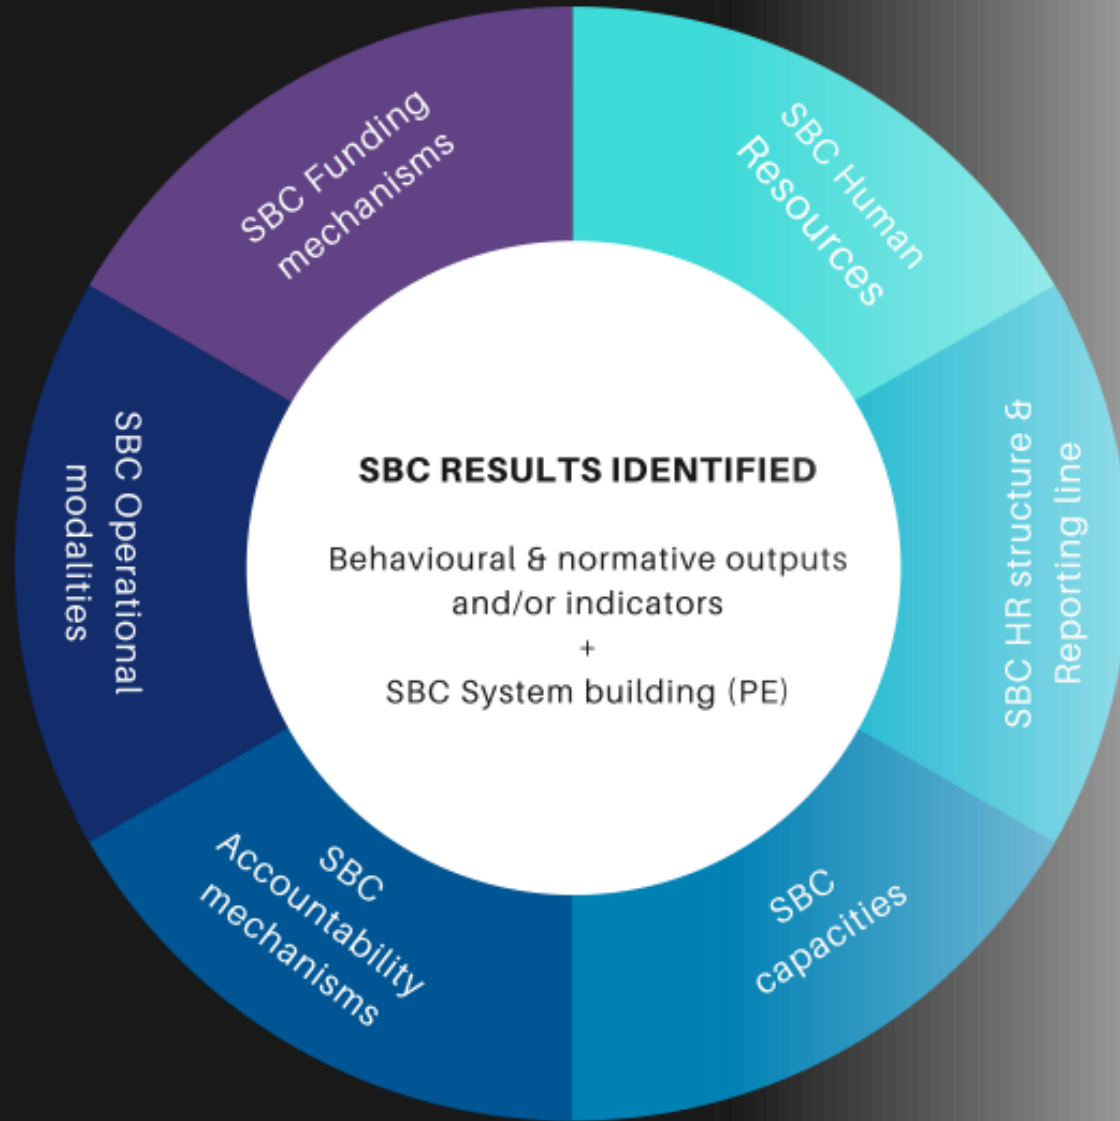 SBC Funding
mechanisms
SBC Human
Resources
SBC HR structure &
Reporting line
SBC
capacities
SBC
Accountability
mechanisms
SBC Operational
modalities
SBC RESULTS IDENTIFIED
Behavioural & normative outputs
and/or indicators
+
SBC System building (PE)